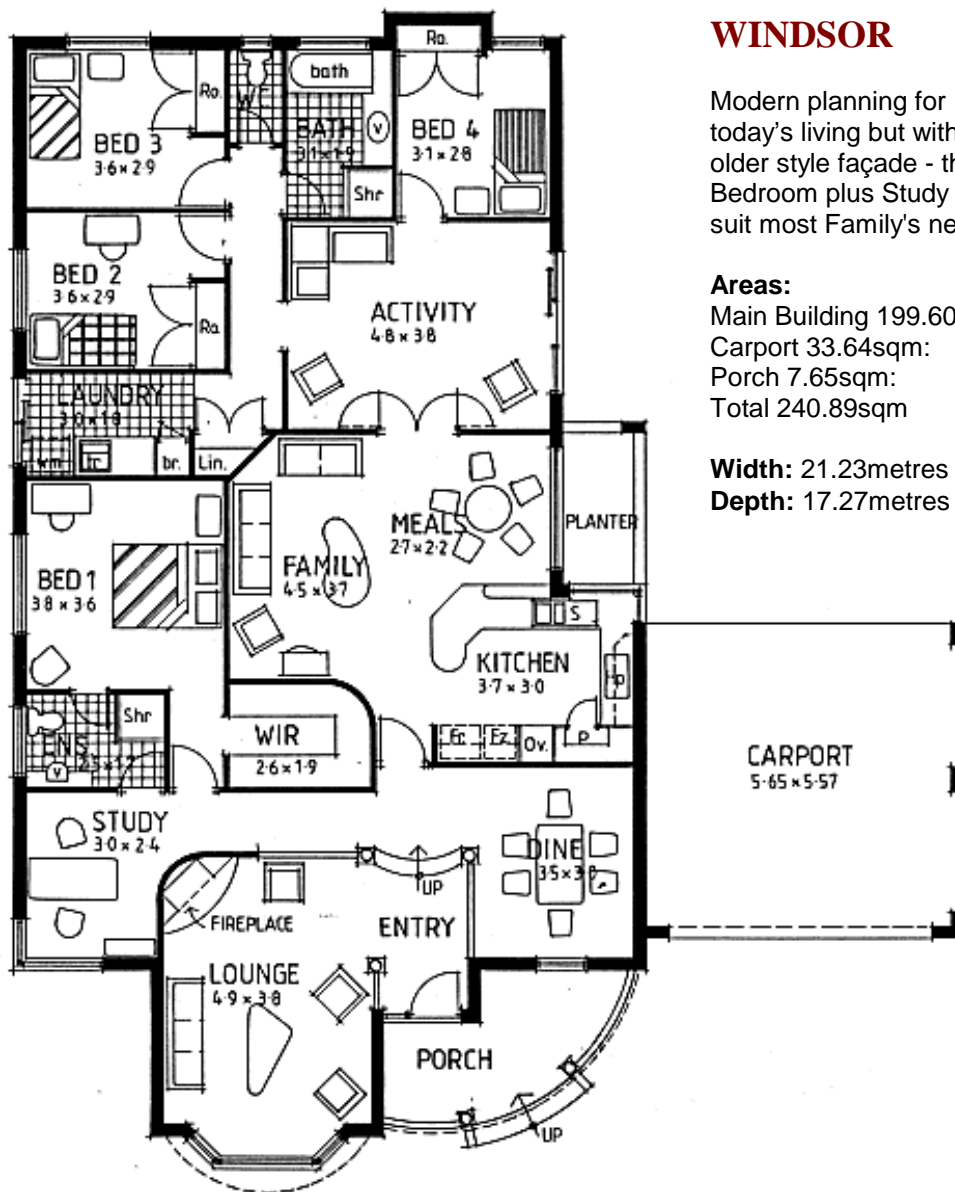 WINDSOR
Modern planning for
today's living but with
older style façade - th
Bedroom plus Study
suit most Family's ne
Areas:
Main Building 199.60
Carport 33.64sqm:
Porch 7.65sqm:
Total 240.89sqm
Width: 21.23metres
Depth: 17.27metres
Ro.
bath
Ro.
W
BED 3
3·6 × 2·9
BATH
3·1 × 1·9
v
BED 4
3·1 × 2·8
Shr
BED 2
3·6 × 2·9
Ro.
ACTIVITY
4·8 × 3·8
LAUNDRY
3·0 × 1·8
wm
tr.
br.
Lin.
MEALS
2·7 × 2·2
PLANTER
BED 1
3·8 × 3·6
FAMILY
4·5 × 3·7
S
KITCHEN
3·7 × 3·0
Hp
Shr
WIR
2·6 × 1·9
ENS
v
Fr.
Fz
Ov.
P
CARPORT
5·65 × 5·57
STUDY
3·0 × 2·4
DINE
UP
FIREPLACE
ENTRY
LOUNGE
4·9 × 3·8
PORCH
UP